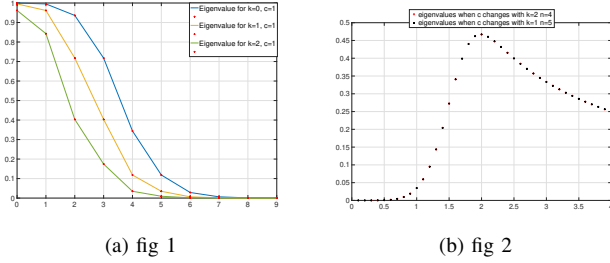 Eigenvalue for k=0, c=1
Eigenvalue for k=1, c=1
Eigenvalue for k=2, c=1
1
0.9
0.8
0.7
0.6
0.5
0.4
0.3
0.2
0.1
0
0 1 2 3 4 5 6 7 8 9
(a) fig 1
eigenvalues when c changes with k=2 n=4
eigenvalues when c changes with k=1 n=5
0.5
0.45
0.4
0.35
0.3
0.25
0.2
0.15
0.1
0.05
0
0 0.5 1 1.5 2 2.5 3 3.5 4
(b) fig 2